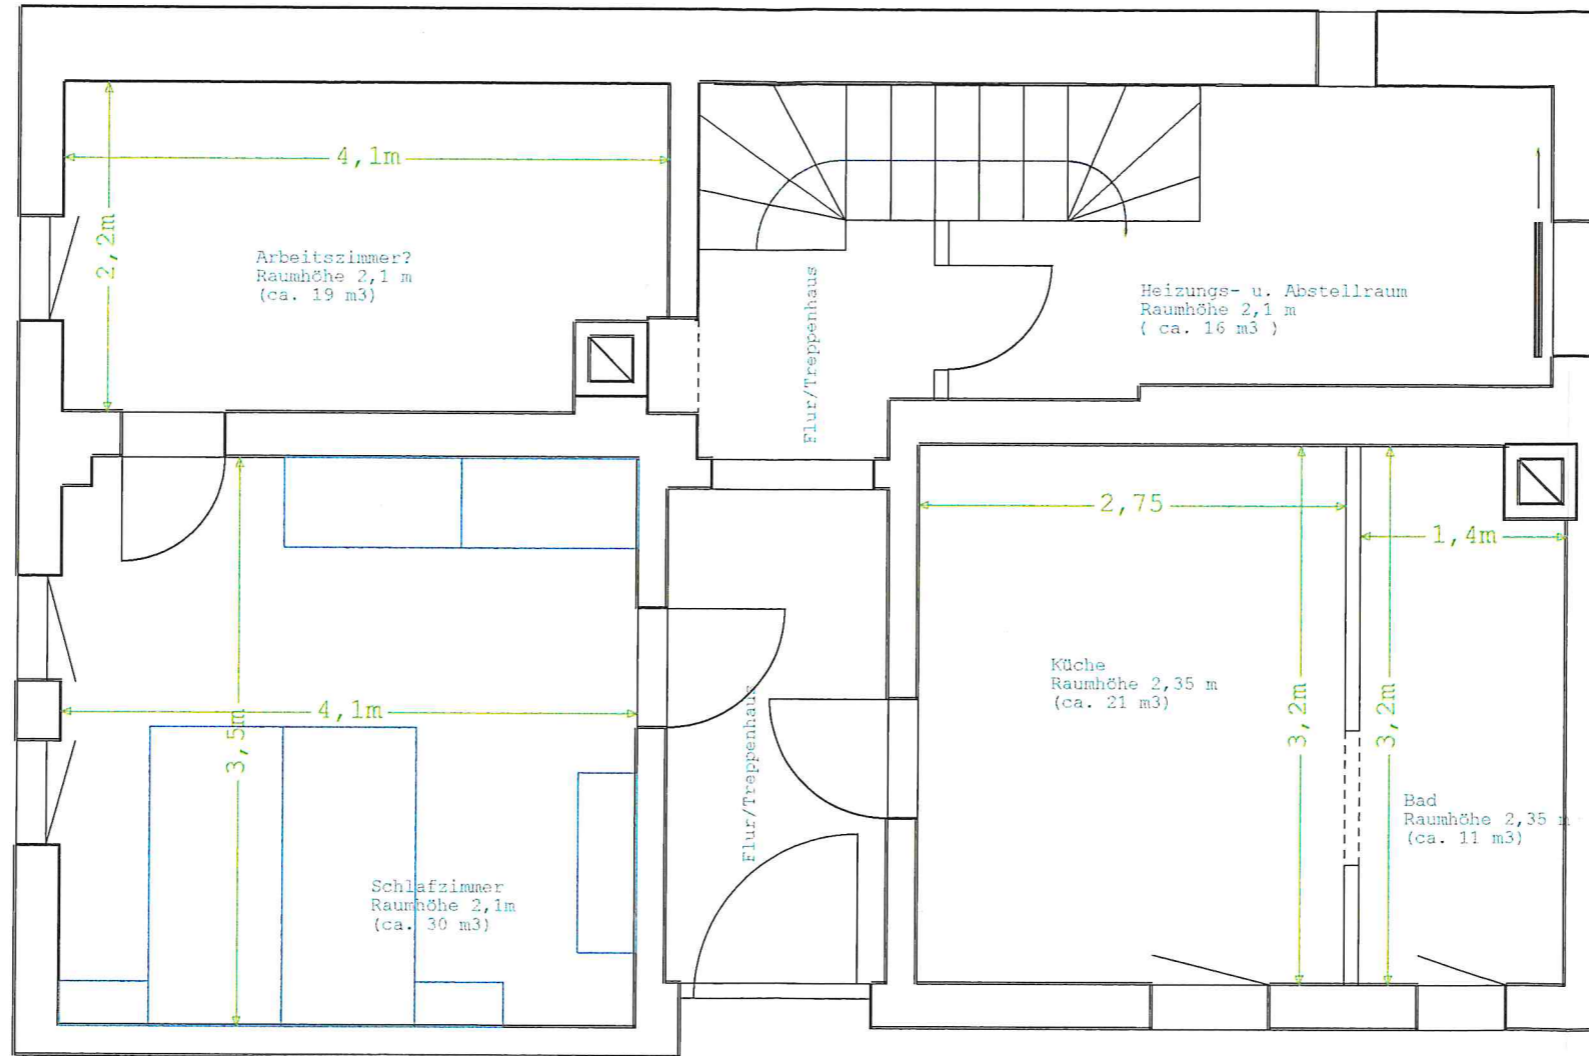 4,1m
2,2m
Arbeitszimmer?
Raumhöhe 2,1 m
(ca. 19 m3)
Flur/Treppenhaus
Heizungs- u. Abstellraum
Raumhöhe 2,1 m
( ca. 16 m3 )
2,75
1,4m
4,1m
3,5m
Schlafzimmer
Raumhöhe 2,1m
(ca. 30 m3)
Flur/Treppenhaus
Küche
Raumhöhe 2,35 m
(ca. 21 m3)
3,2m
3,2m
Bad
Raumhöhe 2,35 m
(ca. 11 m3)